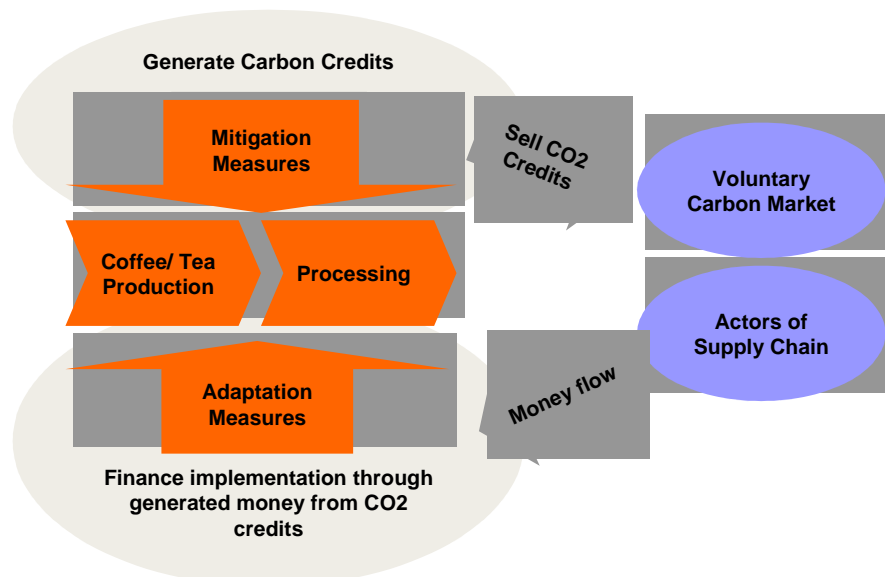 Generate Carbon Credits
Mitigation
Measures
Sell CO2
Credits
Voluntary
Carbon Market
Coffee/ Tea
Production
Processing
Actors of
Supply Chain
Adaptation
Measures
Money flow
Finance implementation through
generated money from CO2
credits